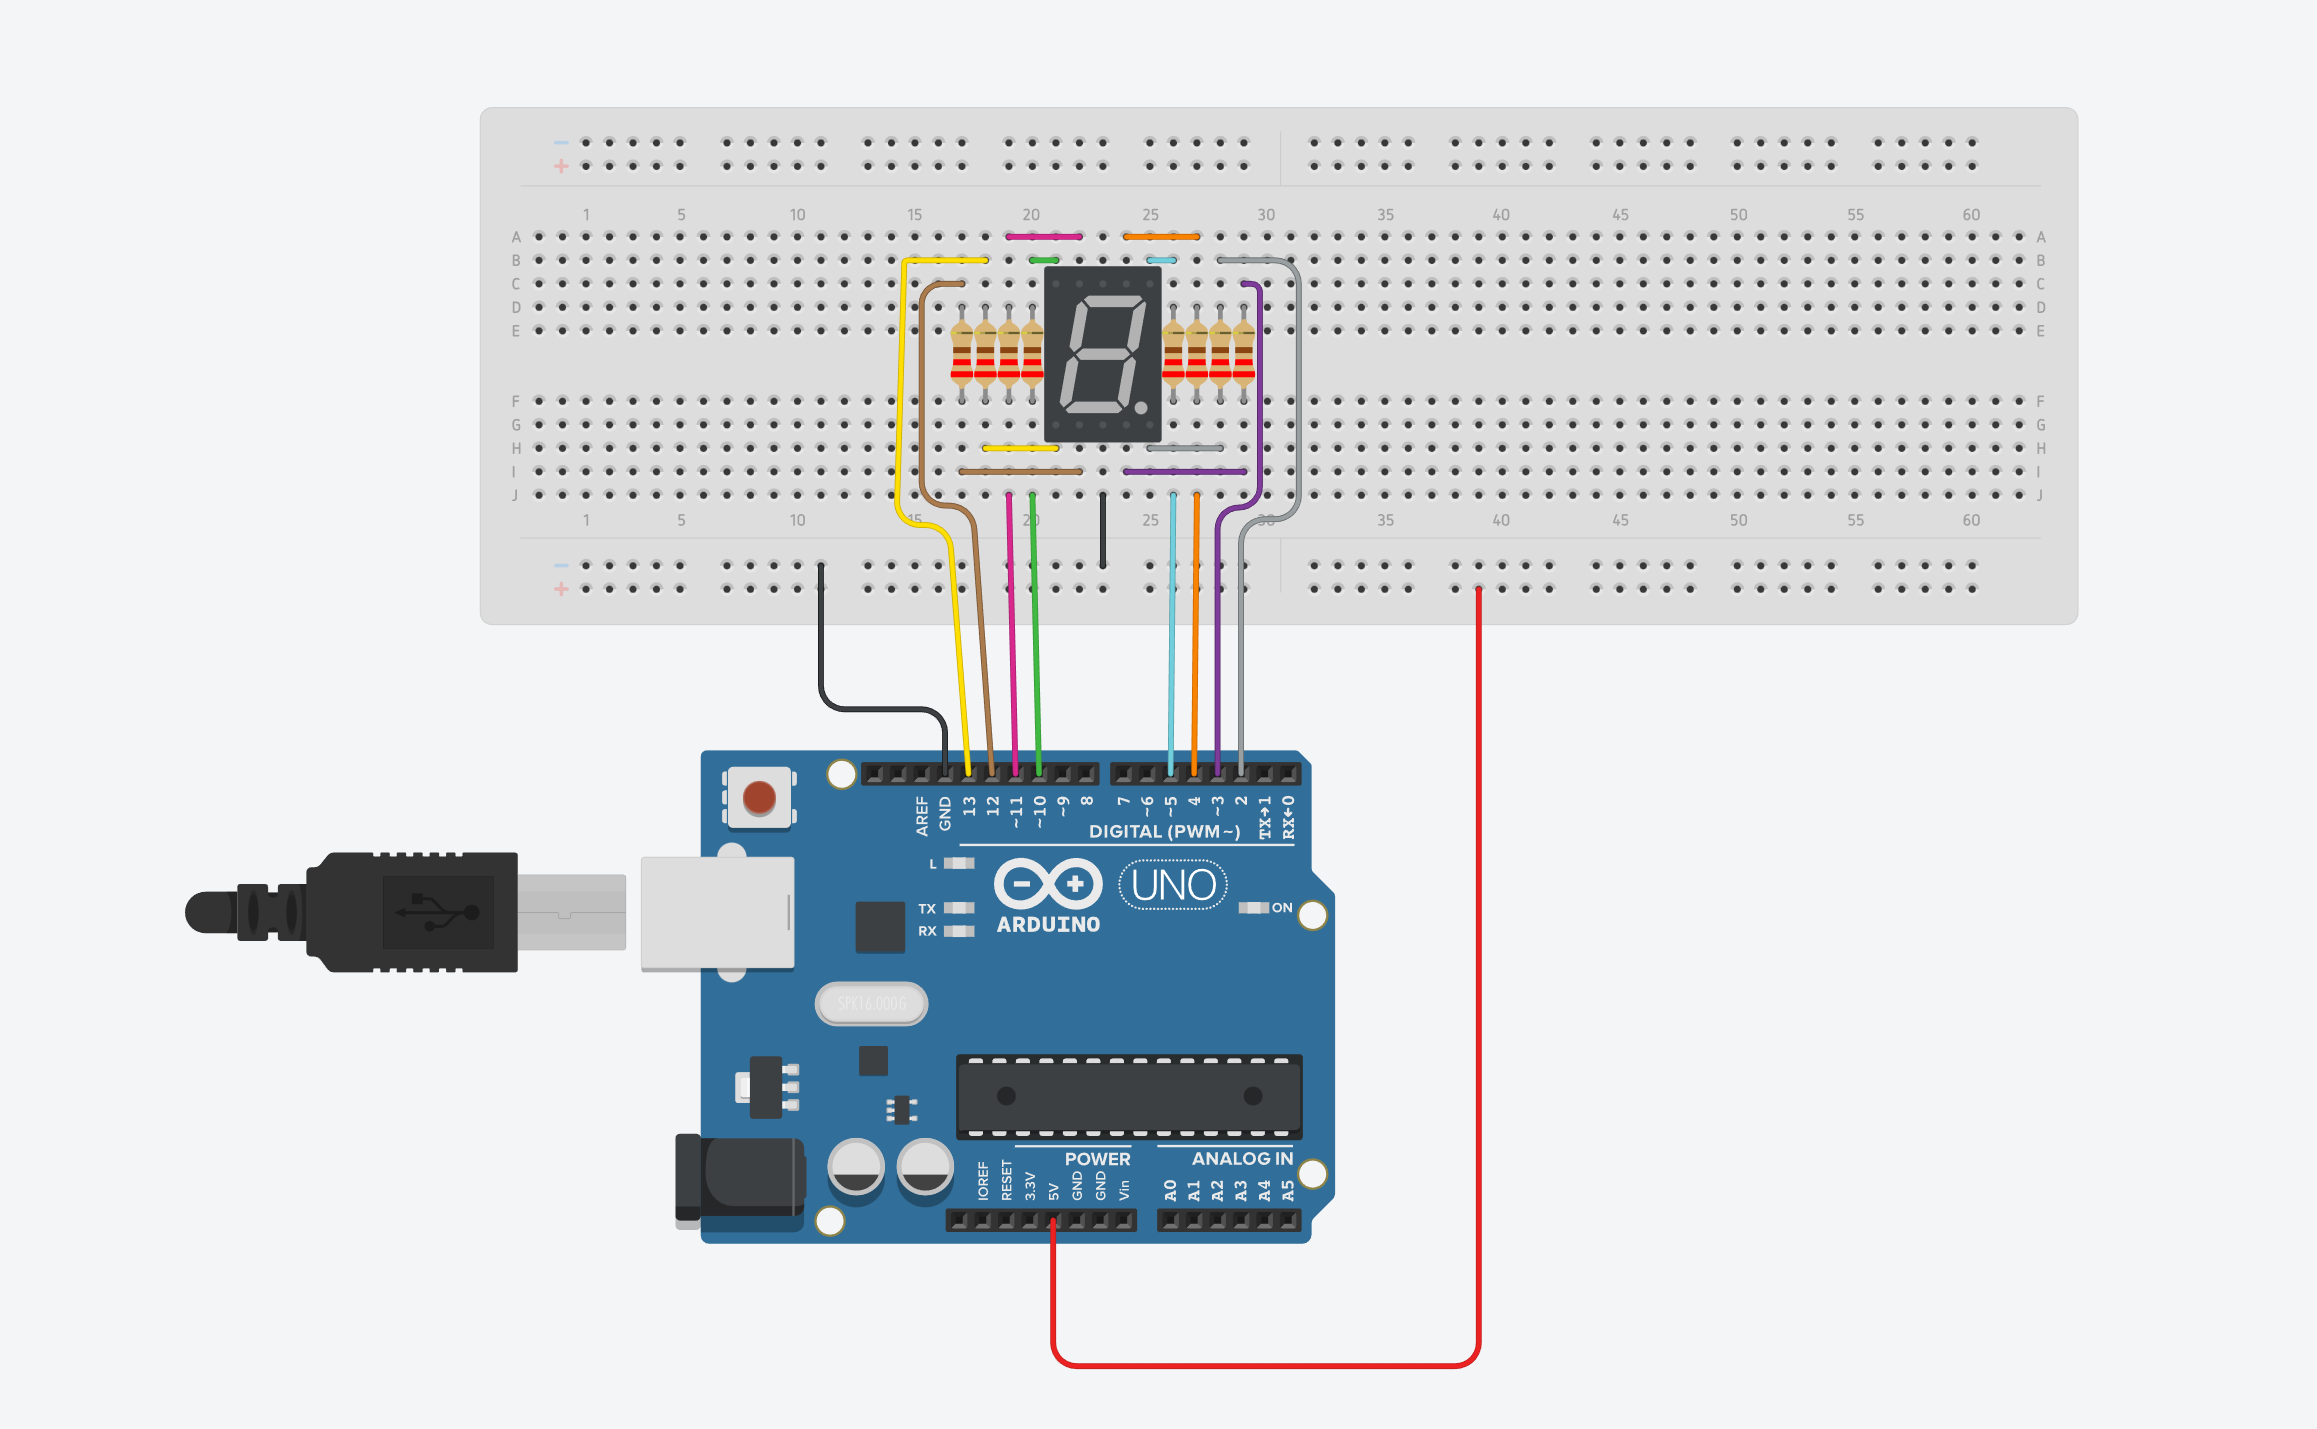 − 
+
1 5 10 15 20 25 30 35 40 45 50 55 60
A A
B B
C C
D D
E E
F F
G G
H H
I I
J J
1 5 10 15 20 25 30 35 40 45 50 55 60
−
+
AREF GND 13 12 ~11 ~10 ~9 8 7 ~6 ~5 4 ~3 2 TX→1 RX←0
DIGITAL (PWM~)
L
TX
RX
ARDUINO
UNO
ON
SPK16.000G
POWER
ANALOG IN
IOREF RESET 3.3V 5V GND GND Vin A0 A1 A2 A3 A4 A5